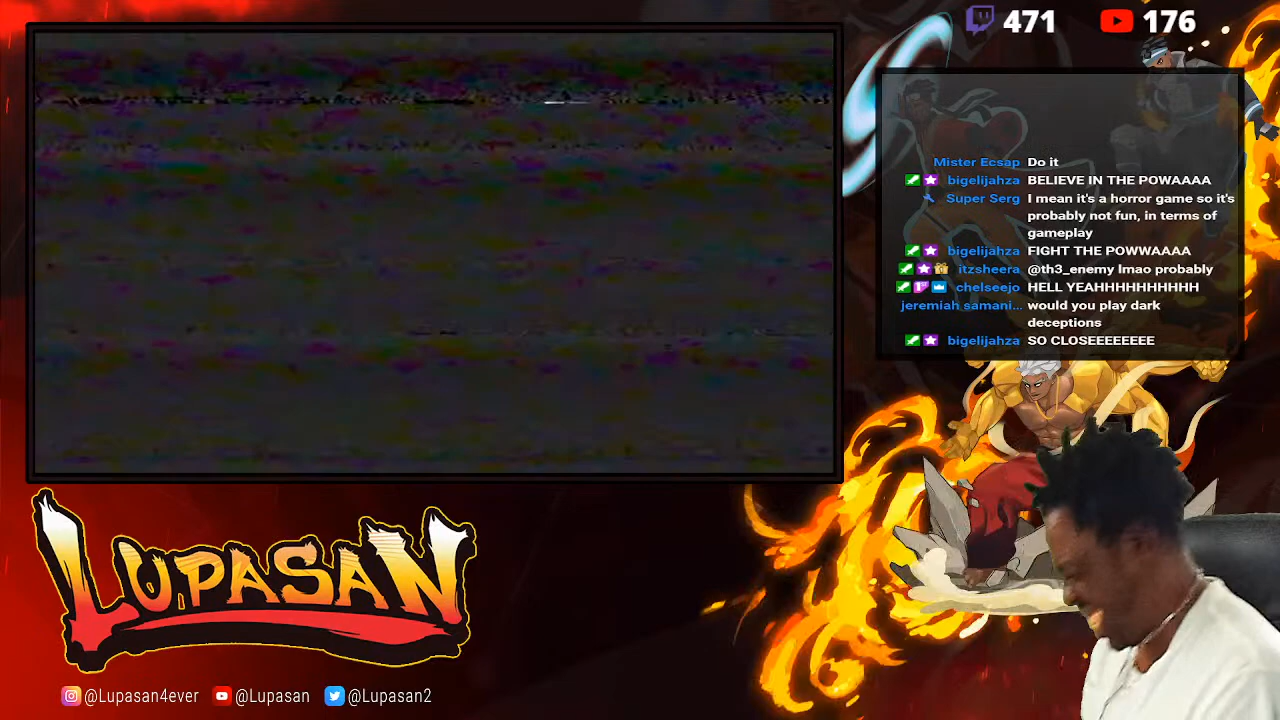 471
176
Mister Ecsap Do it
bigelijahza BELIEVE IN THE POWAAAA
Super Serg I mean it's a horror game so it's
probably not fun, in terms of
gameplay
bigelijahza FIGHT THE POWWAAAA
itzsheera @th3_enemy lmao probably
chelseejo HELL YEAHHHHHHHHHH
jeremiah samani... would you play dark
deceptions
bigelijahza SO CLOSEEEEEEEE
LUPASAN
@Lupasan4ever @Lupasan @Lupasan2